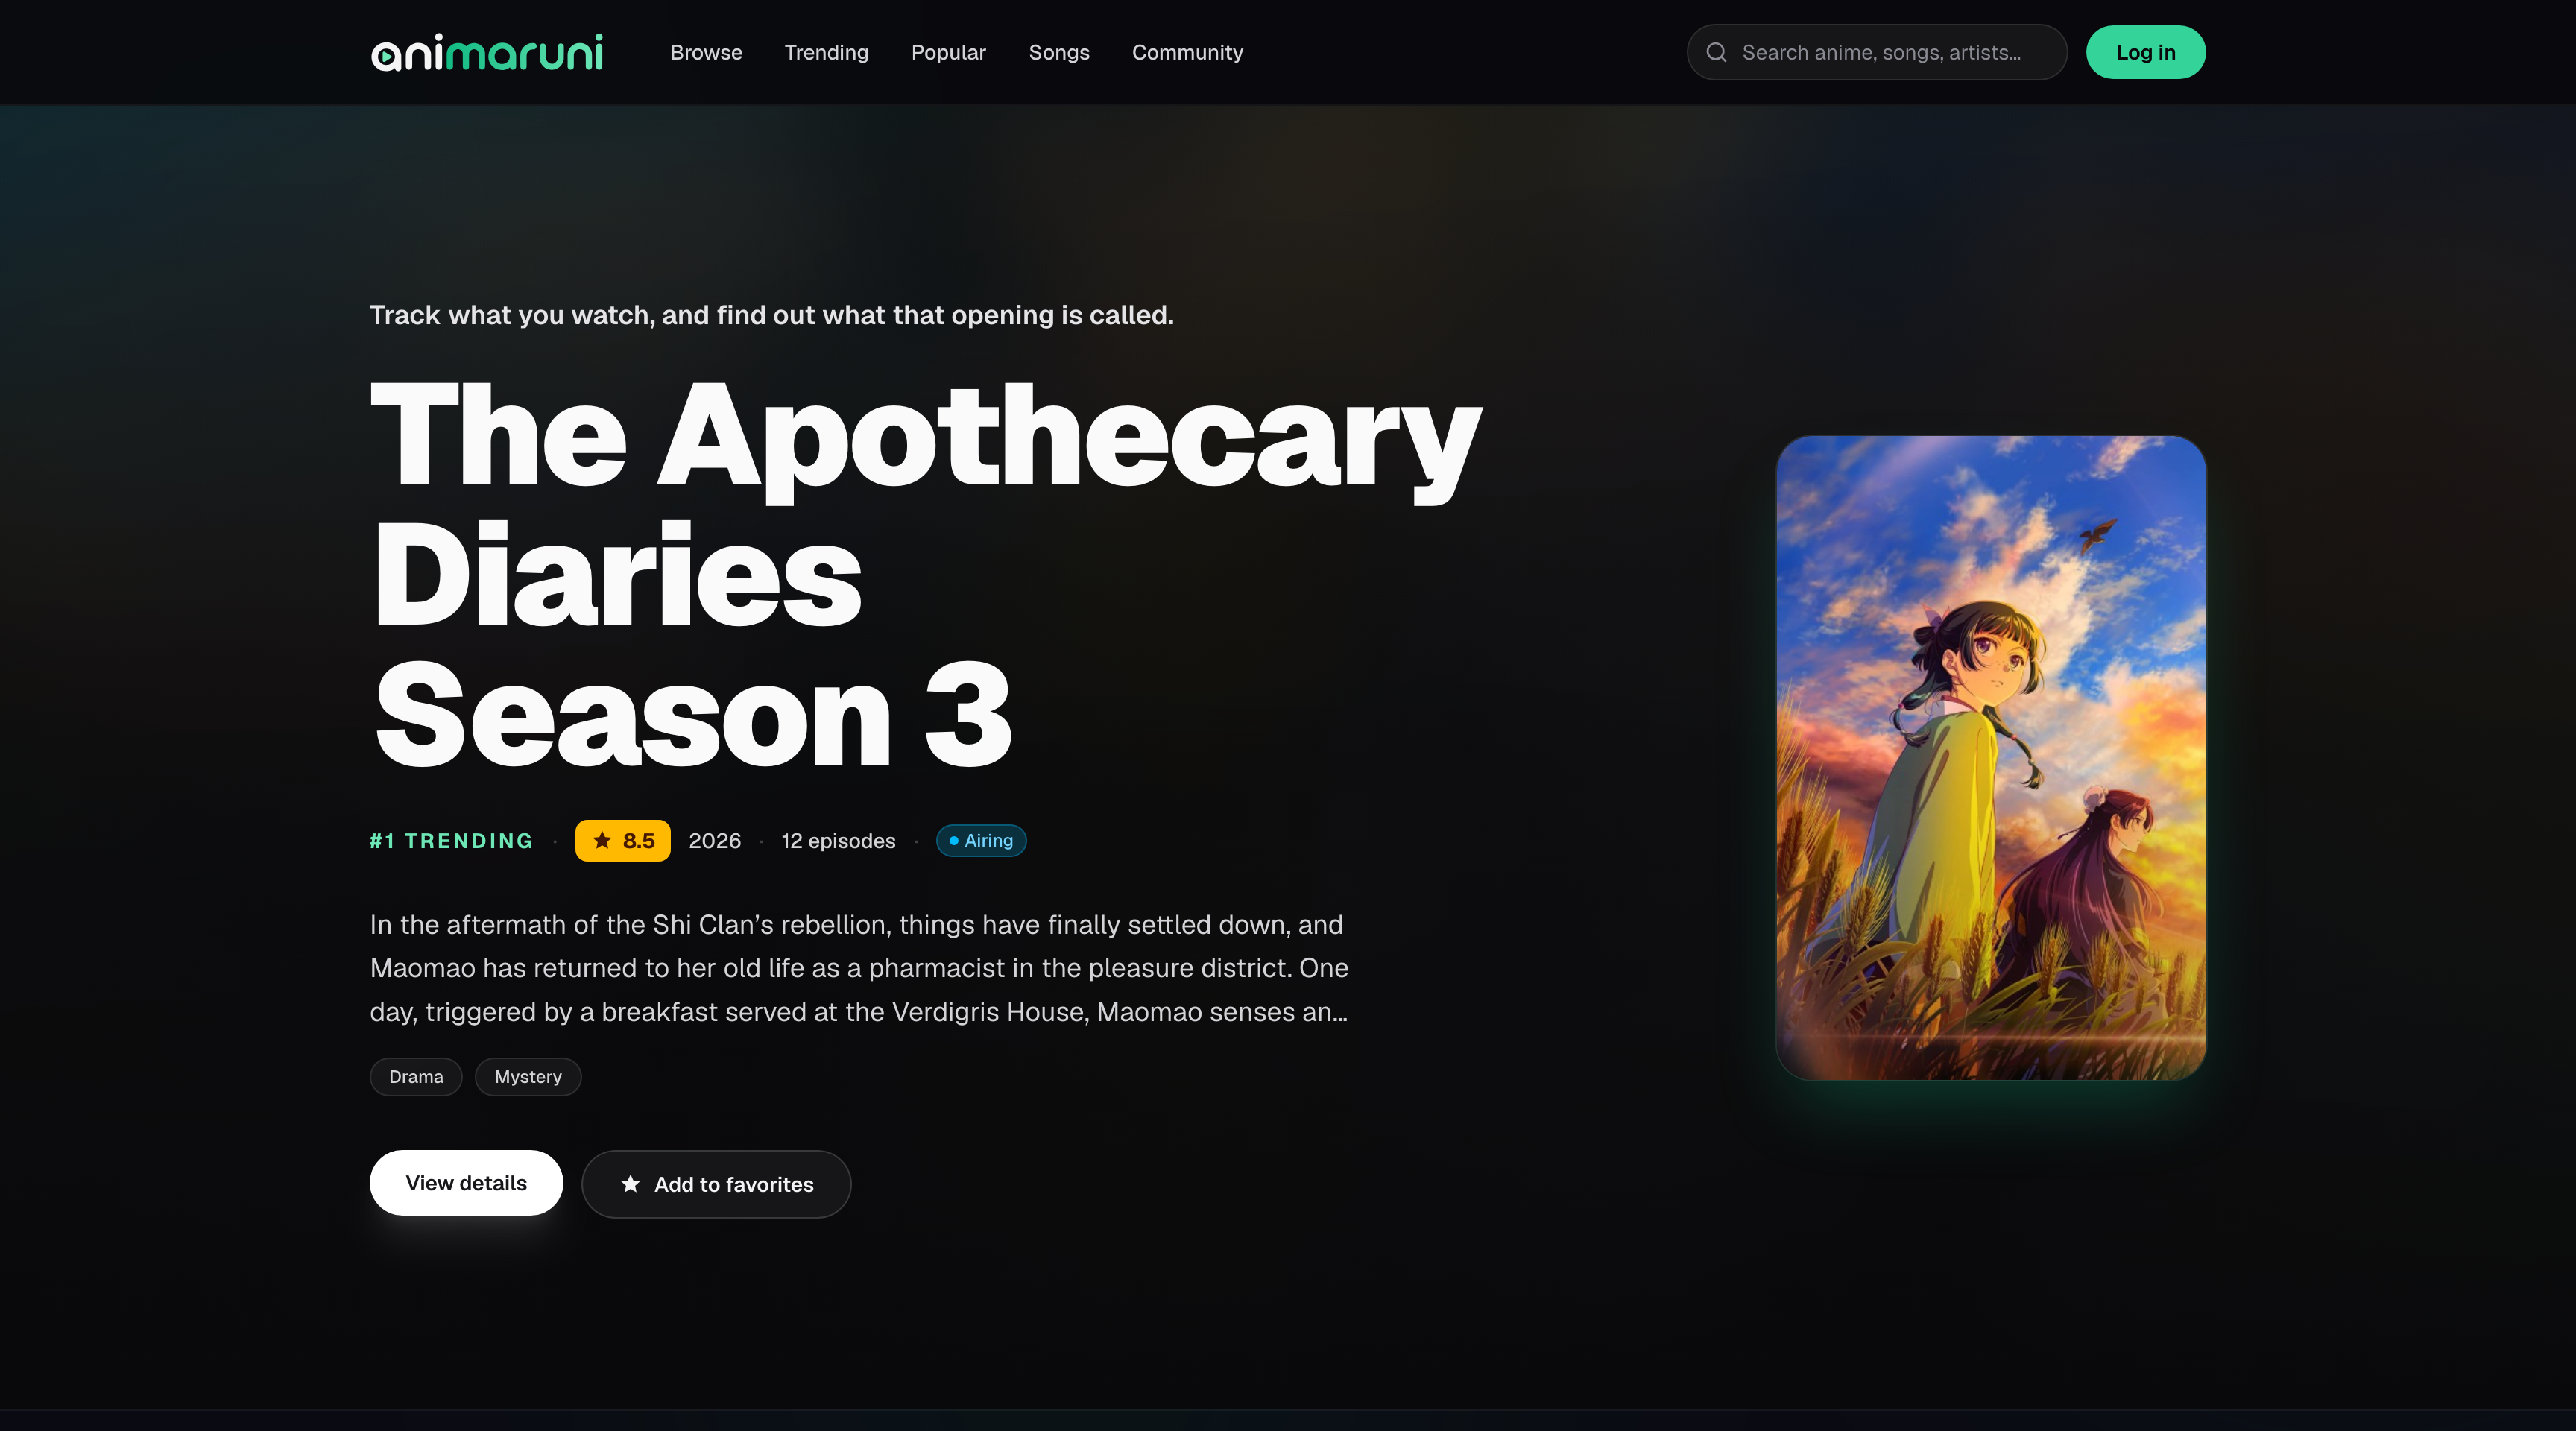 animaruni
Browse
Trending
Popular
Songs
Community
Search anime, songs, artists...
Log in
Track what you watch, and find out what that opening is called.
The Apothecary
Diaries
Season 3
#1 TRENDING · ★ 8.5 2026 · 12 episodes · Airing
In the aftermath of the Shi Clan’s rebellion, things have finally settled down, and
Maomao has returned to her old life as a pharmacist in the pleasure district. One
day, triggered by a breakfast served at the Verdigris House, Maomao senses an...
Drama
Mystery
View details
★ Add to favorites